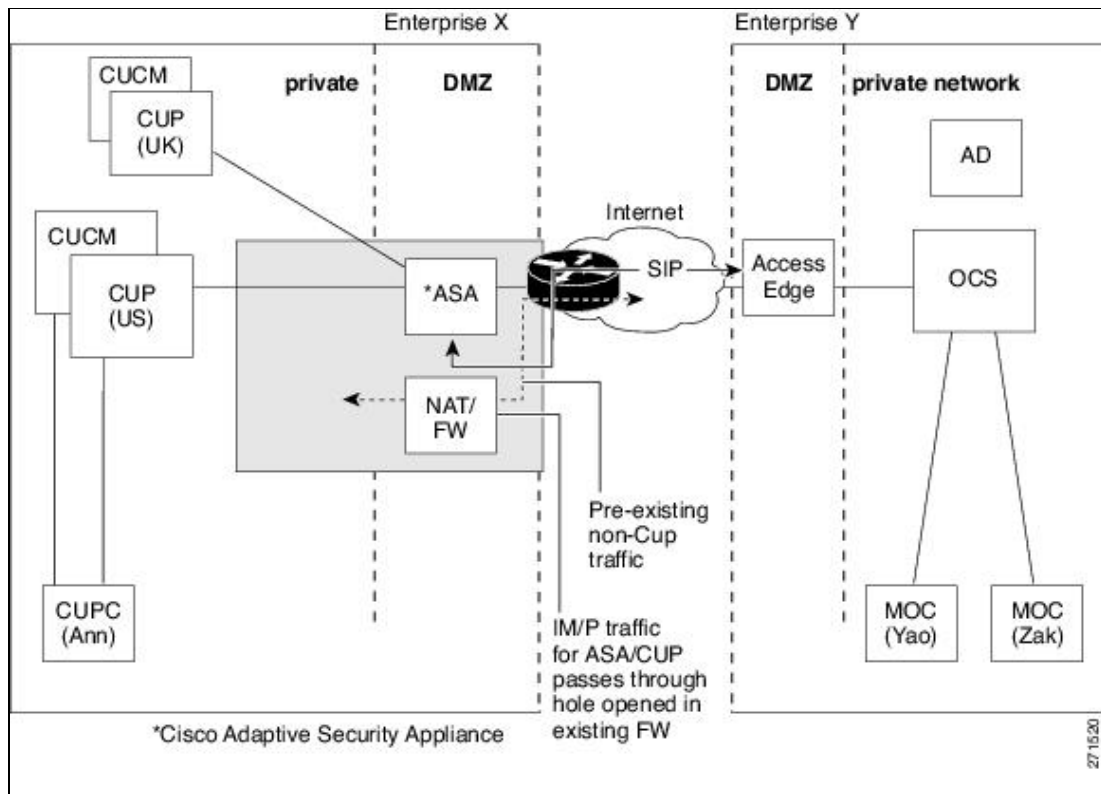 Enterprise X
Enterprise Y
private
DMZ
DMZ
private network
CUCM
CUP
(UK)
CUCM
CUP
(US)
*ASA
NAT/
FW
Internet
SIP
Access
Edge
AD
OCS
Pre-existing
non-Cup
traffic
IM/P traffic
for ASA/CUP
passes through
hole opened in
existing FW
CUPC
(Ann)
MOC
(Yao)
MOC
(Zak)
*Cisco Adaptive Security Appliance
271520